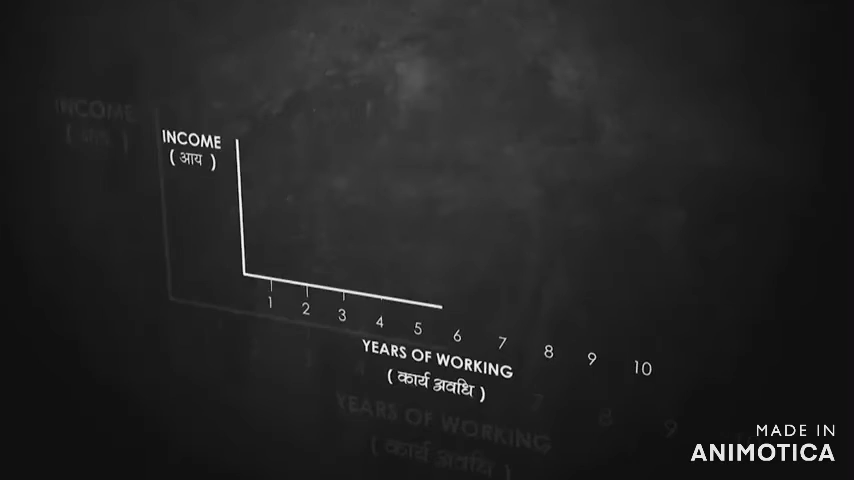 INCOME
( आय )
1 2 3 4 5 6 7 8 9 10
YEARS OF WORKING
( कार्य अवधि )
MADE IN
ANIMOTICA